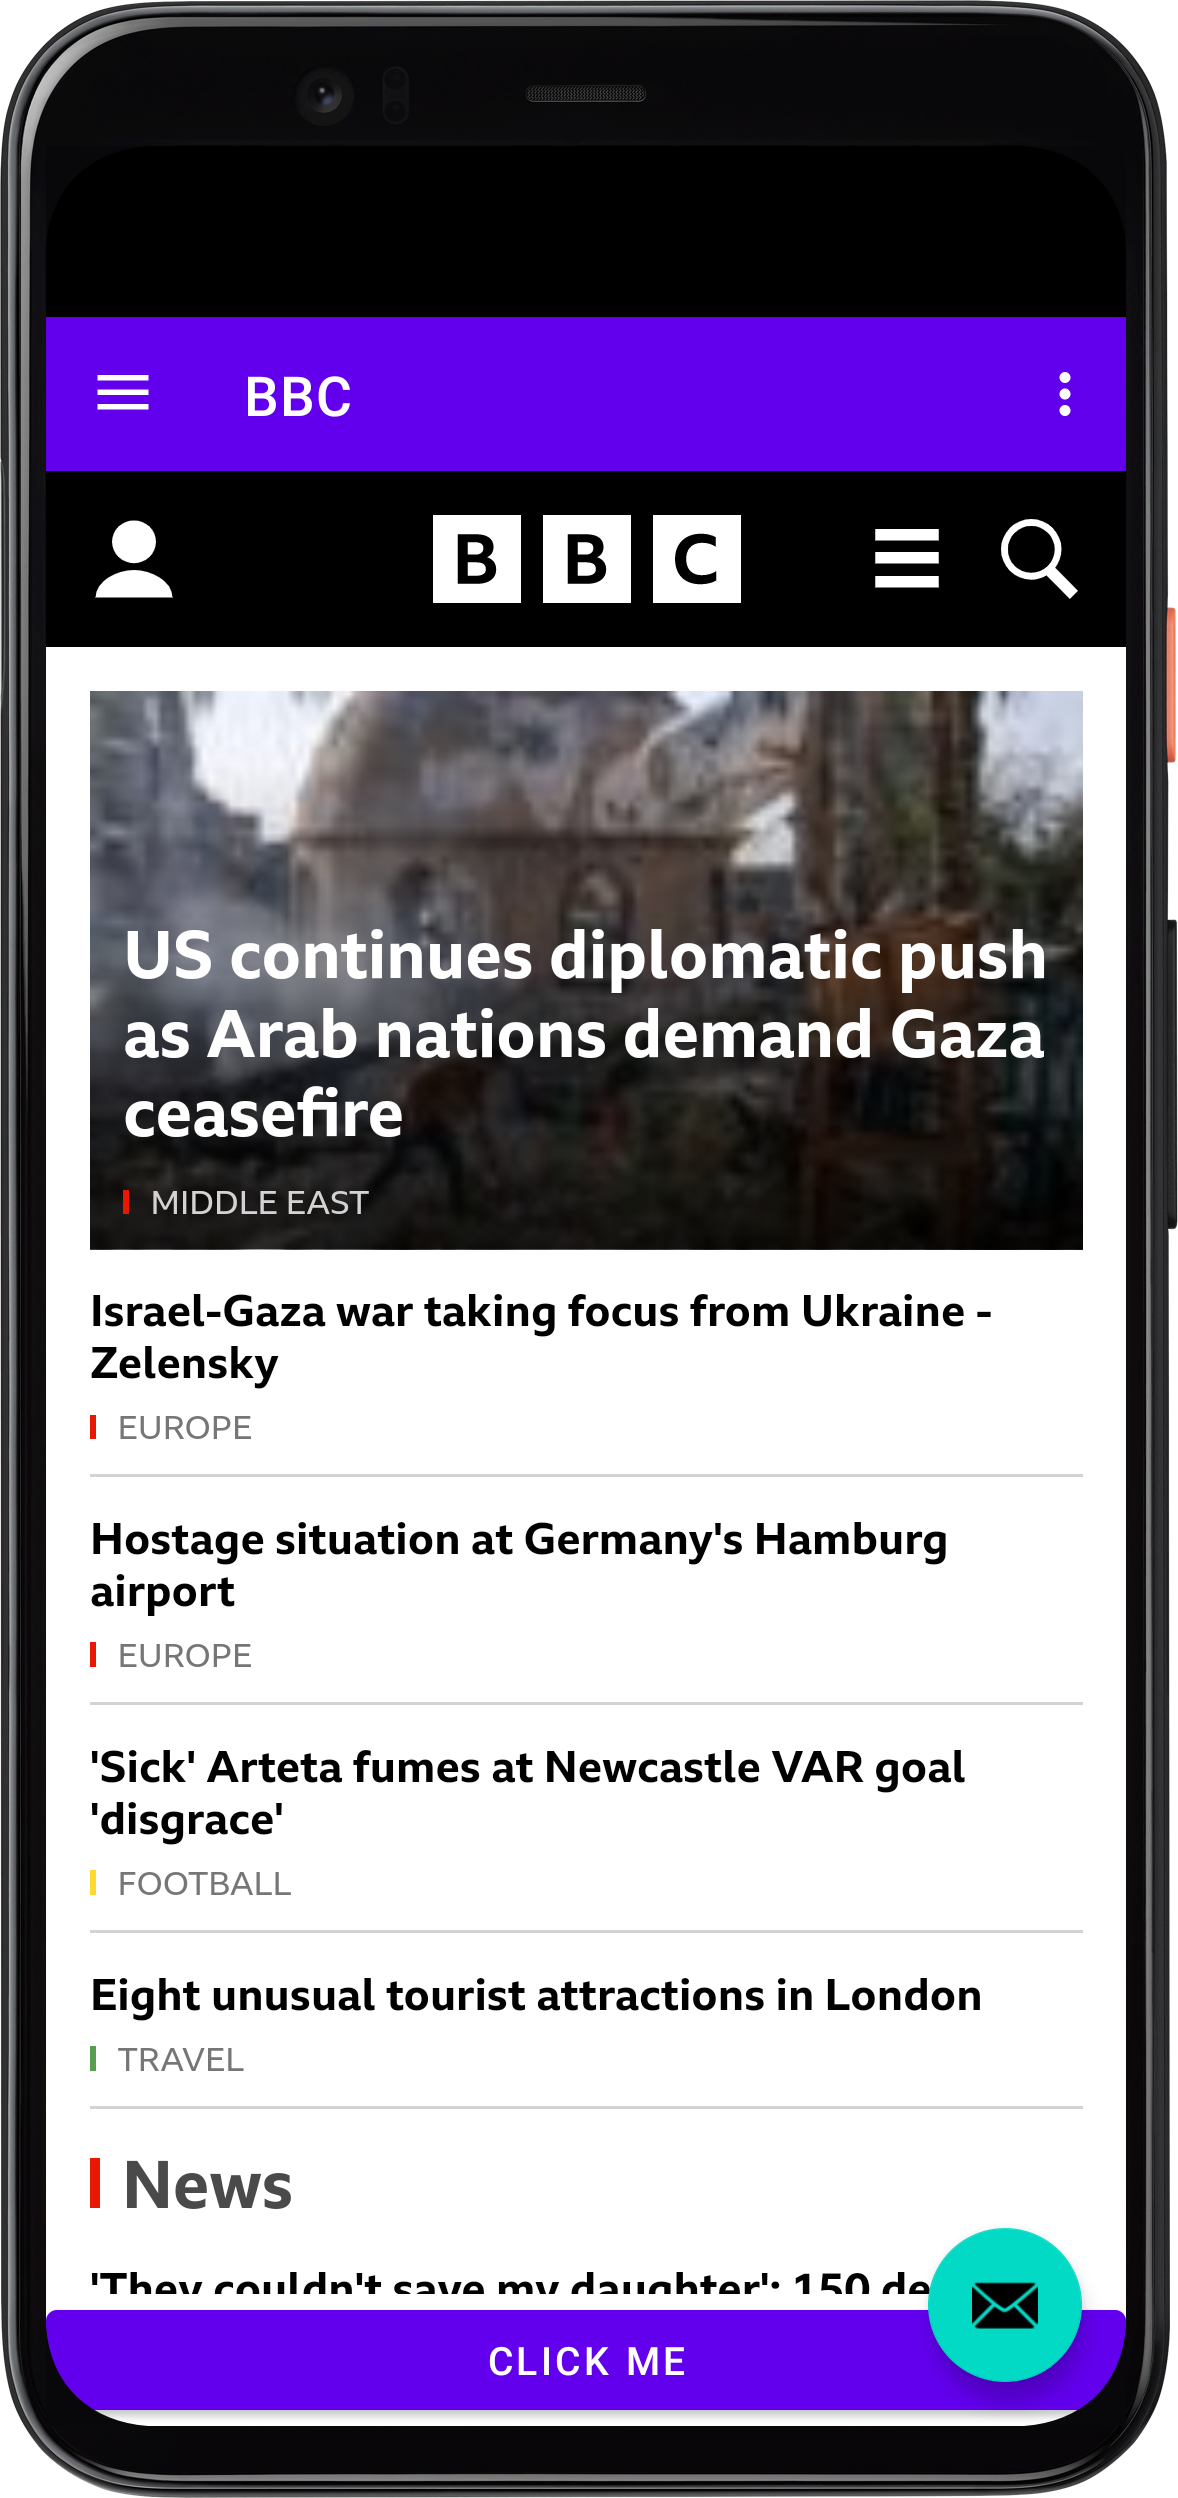 BBC
BBC
US continues diplomatic push
as Arab nations demand Gaza
ceasefire
MIDDLE EAST
Israel-Gaza war taking focus from Ukraine -
Zelensky
EUROPE
Hostage situation at Germany's Hamburg
airport
EUROPE
'Sick' Arteta fumes at Newcastle VAR goal
'disgrace'
FOOTBALL
Eight unusual tourist attractions in London
TRAVEL
News
'They couldn't save my daughter': 150 de
CLICK ME